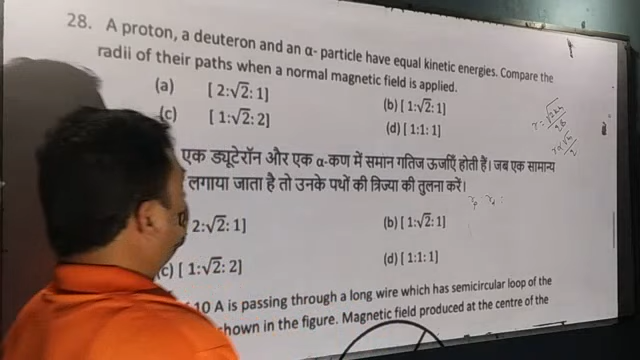 28. A proton, a deuteron and an α- particle have equal kinetic energies. Compare the
radii of their paths when a normal magnetic field is applied.
(a) [ 2:√2: 1]
(b) [ 1:√2: 1]
(c) [ 1:√2: 2]
(d) [ 1:1: 1]
एक ड्यूटेरॉन और एक α-कण में समान गतिज ऊर्जाएँ होती हैं। जब एक सामान्य
लगाया जाता है तो उनके पथों की त्रिज्या की तुलना करें।
2:√2: 1]
(b) [ 1:√2: 1]
(c) [ 1:√2: 2]
(d) [ 1:1: 1]
10 A is passing through a long wire which has semicircular loop of the
shown in the figure. Magnetic field produced at the centre of the